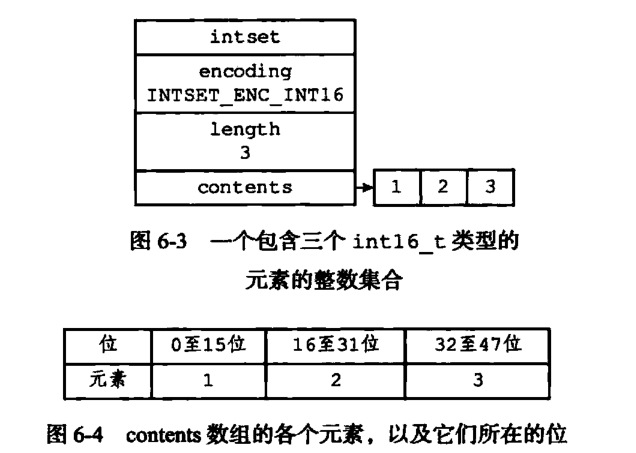 intset
encoding
INTSET_ENC_INT16
length
3
contents 1 2 3
图 6-3 一个包含三个 int16_t 类型的
元素的整数集合
位 0至15位 16至31位 32至47位
元素 1 2 3
图 6-4 contents 数组的各个元素，以及它们所在的位